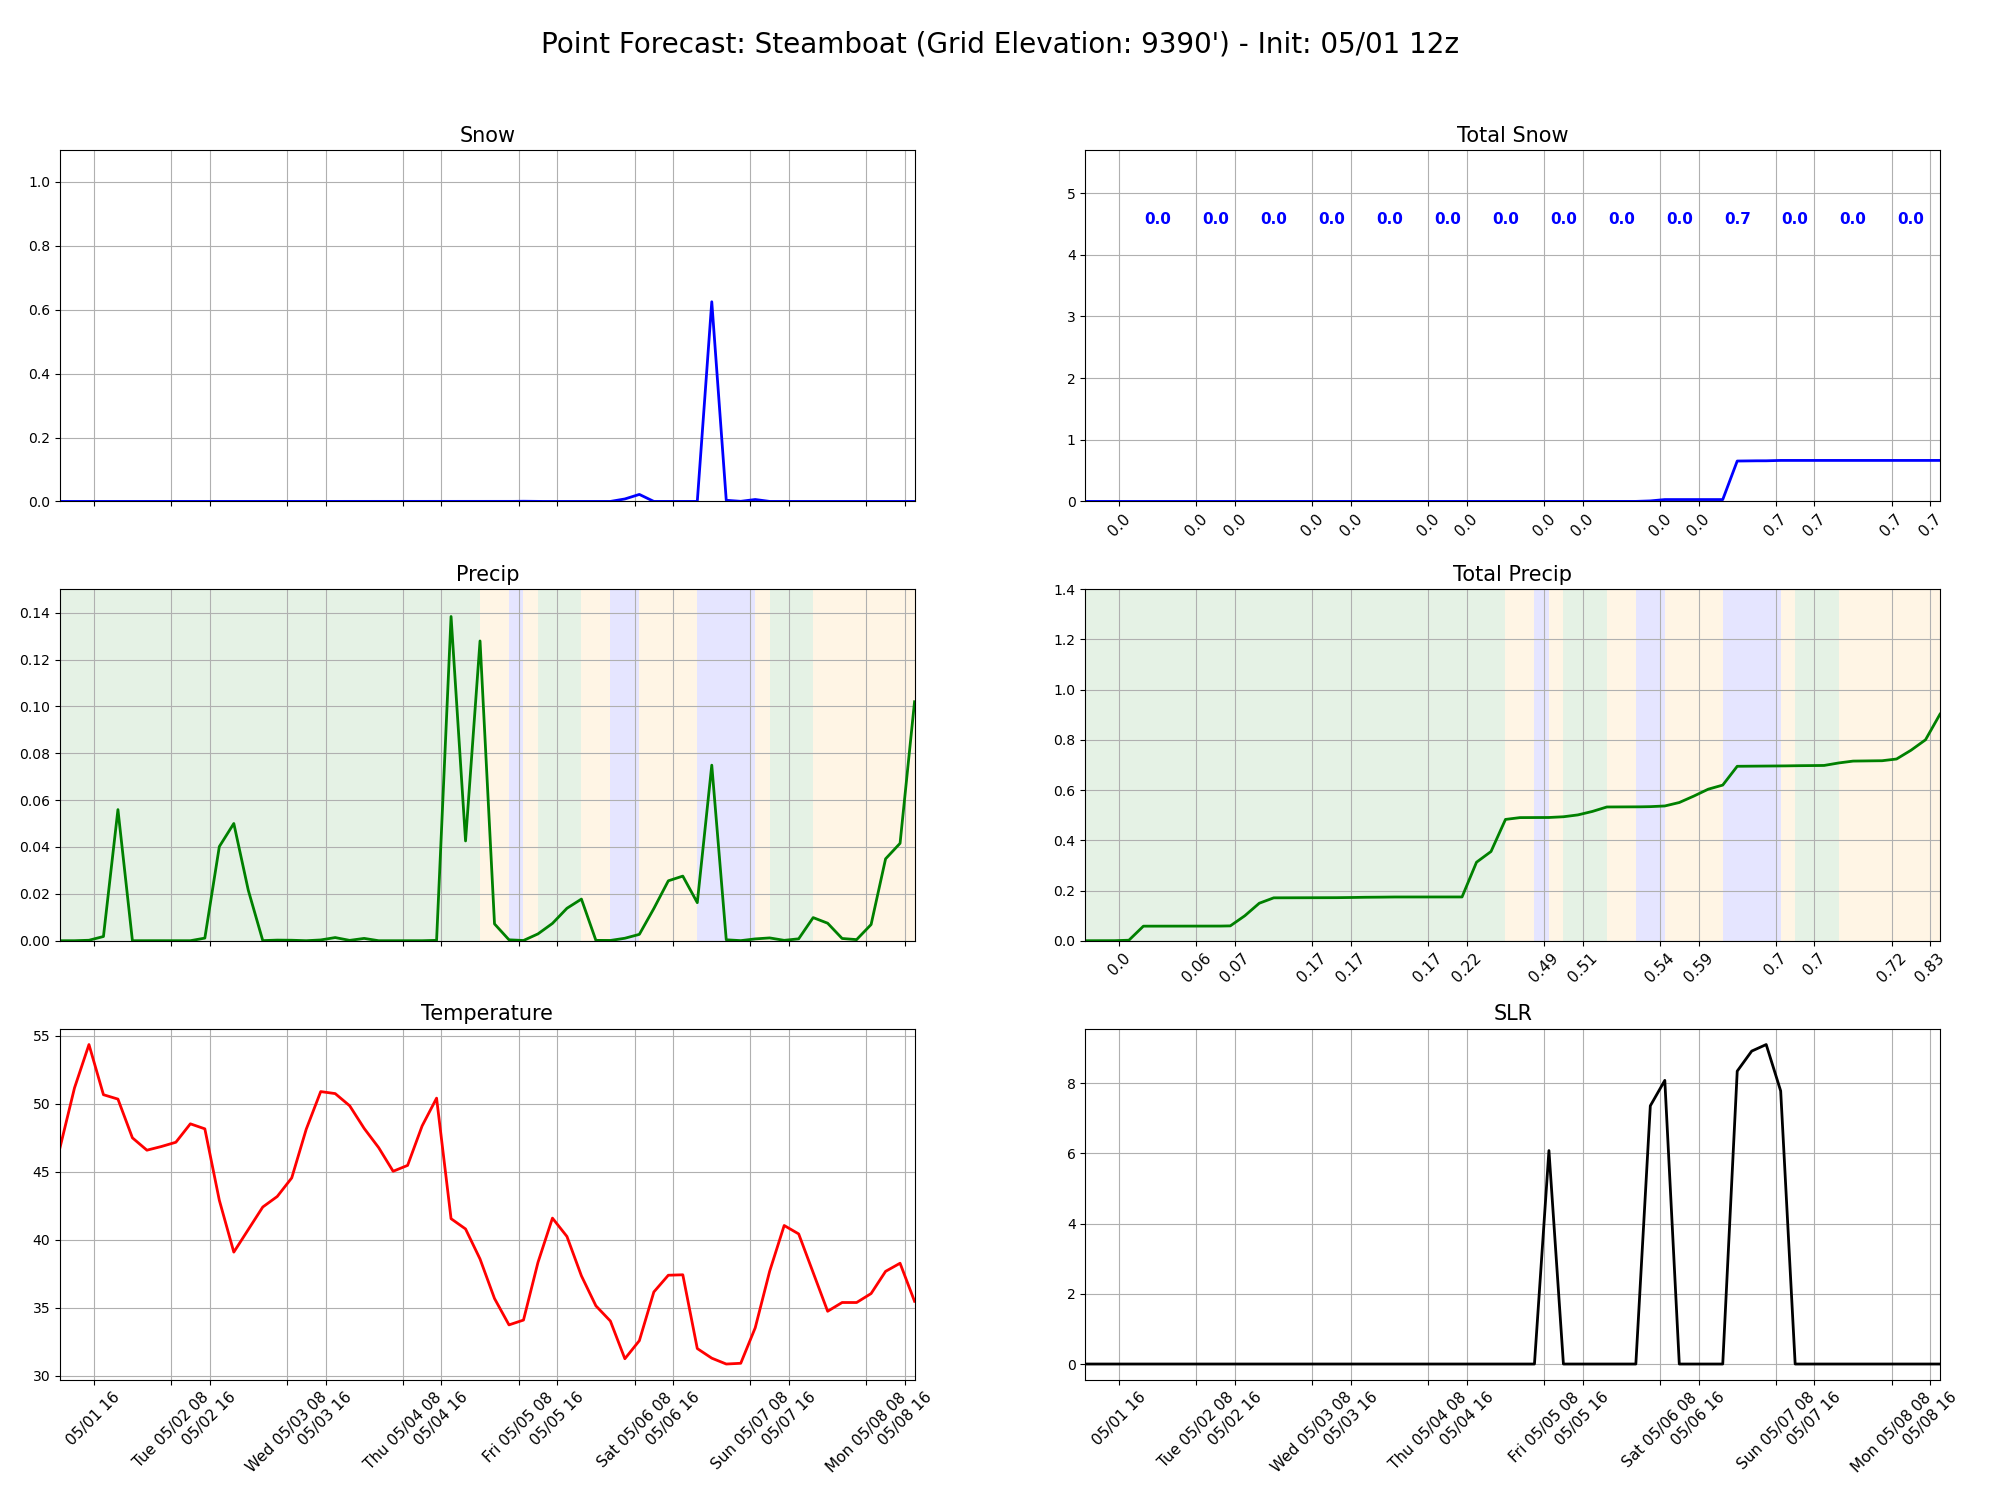 Point Forecast: Steamboat (Grid Elevation: 9390') - Init: 05/01 12z
Snow
1.0
0.8
0.6
0.4
0.2
0.0
Total Snow
5
4
3
2
1
0
0.0 0.0 0.0 0.0 0.0 0.0 0.0 0.0 0.0 0.0 0.7 0.0 0.0 0.0
0.0 0.0 0.0 0.0 0.0 0.0 0.0 0.0 0.0 0.0 0.0 0.7 0.7 0.7 0.7
Precip
0.14
0.12
0.10
0.08
0.06
0.04
0.02
0.00
Total Precip
1.4
1.2
1.0
0.8
0.6
0.4
0.2
0.0
0.0 0.06 0.07 0.17 0.17 0.17 0.22 0.49 0.51 0.54 0.59 0.7 0.7 0.72 0.83
Temperature
55
50
45
40
35
30
05/01 16
Tue 05/02 08
05/02 16
Wed 05/03 08
05/03 16
Thu 05/04 08
05/04 16
Fri 05/05 08
05/05 16
Sat 05/06 08
05/06 16
Sun 05/07 08
05/07 16
Mon 05/08 08
05/08 16
SLR
8
6
4
2
0
05/01 16
Tue 05/02 08
05/02 16
Wed 05/03 08
05/03 16
Thu 05/04 08
05/04 16
Fri 05/05 08
05/05 16
Sat 05/06 08
05/06 16
Sun 05/07 08
05/07 16
Mon 05/08 08
05/08 16